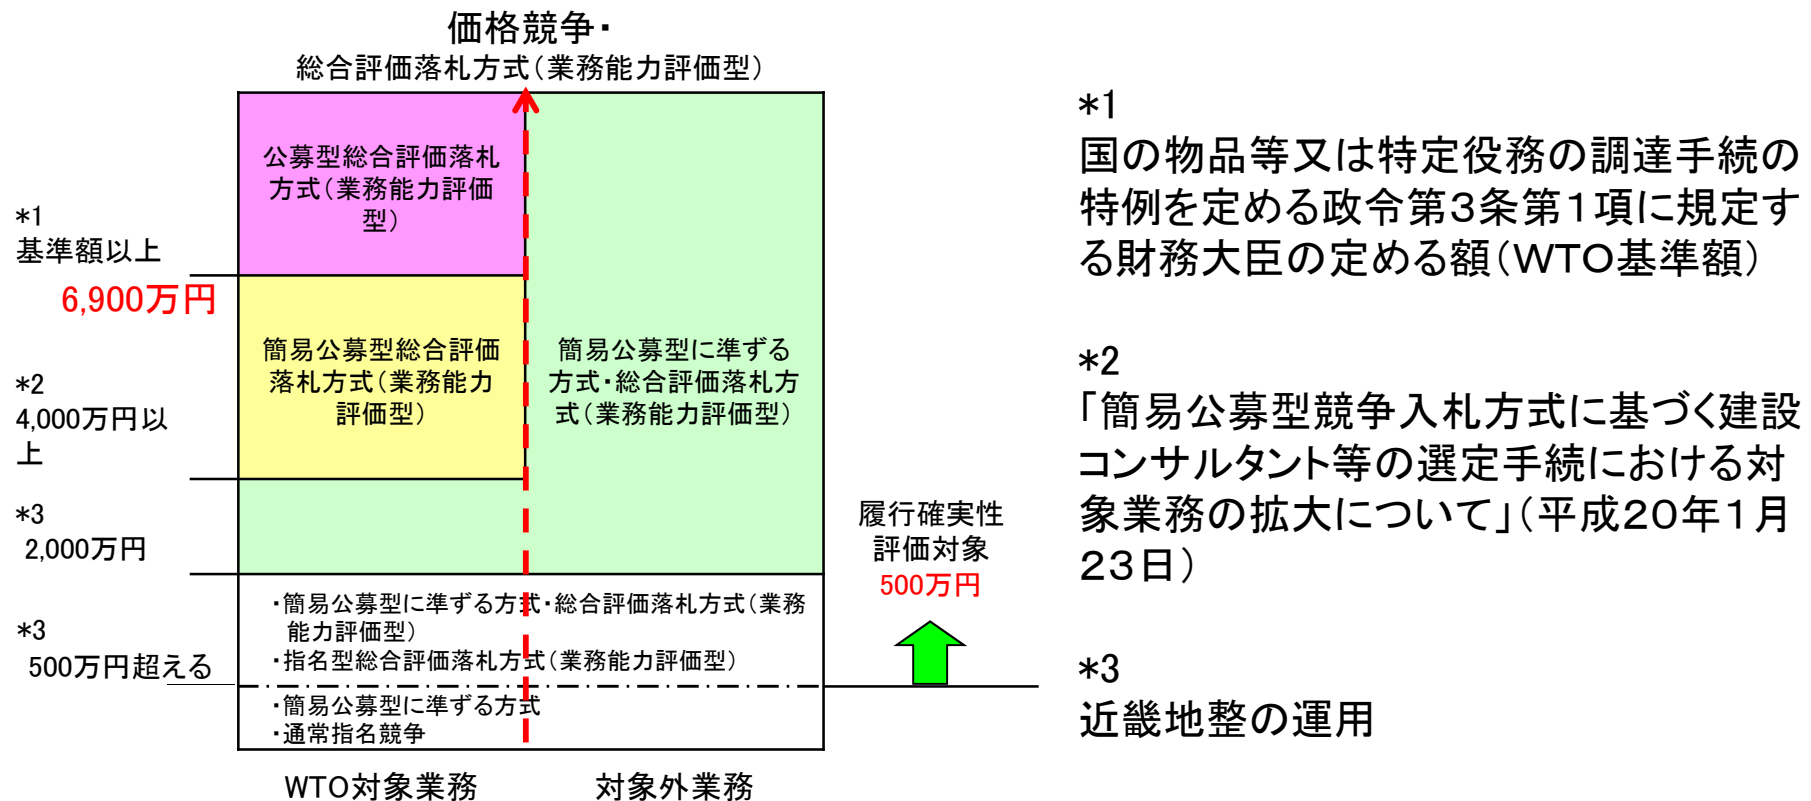 価格競争・
総合評価落札方式（業務能力評価型）
公募型総合評価落札
方式（業務能力評価
型）
*1
基準額以上
6,900万円
簡易公募型総合評価
落札方式（業務能力
評価型）
簡易公募型に準ずる
方式・総合評価落札方
式（業務能力評価型）
*2
4,000万円以
上
*3
2,000万円
履行確実性
評価対象
500万円
・簡易公募型に準ずる方式・総合評価落札方式（業務
能力評価型）
・指名型総合評価落札方式（業務能力評価型）
*3
500万円超える
・簡易公募型に準ずる方式
・通常指名競争
WTO対象業務
対象外業務
*1
国の物品等又は特定役務の調達手続の
特例を定める政令第３条第１項に規定す
る財務大臣の定める額（ＷＴＯ基準額）
*2
「簡易公募型競争入札方式に基づく建設
コンサルタント等の選定手続における対
象業務の拡大について」（平成２０年１月
２３日）
*3
近畿地整の運用